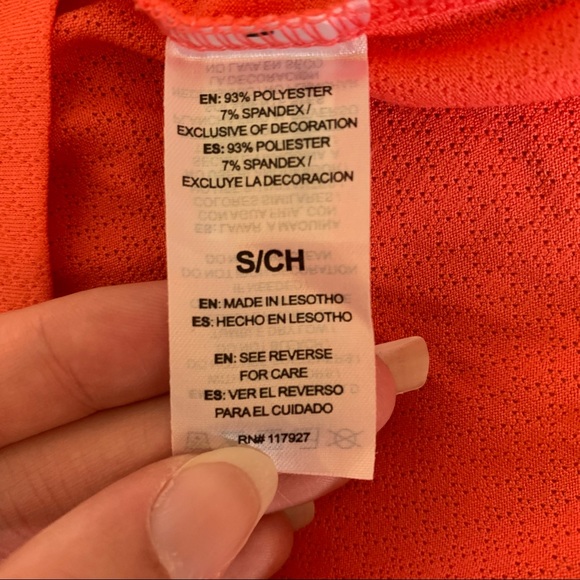 EN: 93% POLYESTER
7% SPANDEX /
EXCLUSIVE OF DECORATION
ES: 93% POLIESTER
7% SPANDEX /
EXCLUYE LA DECORACION
S/CH
EN: MADE IN LESOTHO
ES: HECHO EN LESOTHO
EN: SEE REVERSE
FOR CARE
ES: VER EL REVERSO
PARA EL CUIDADO
RN# 117927